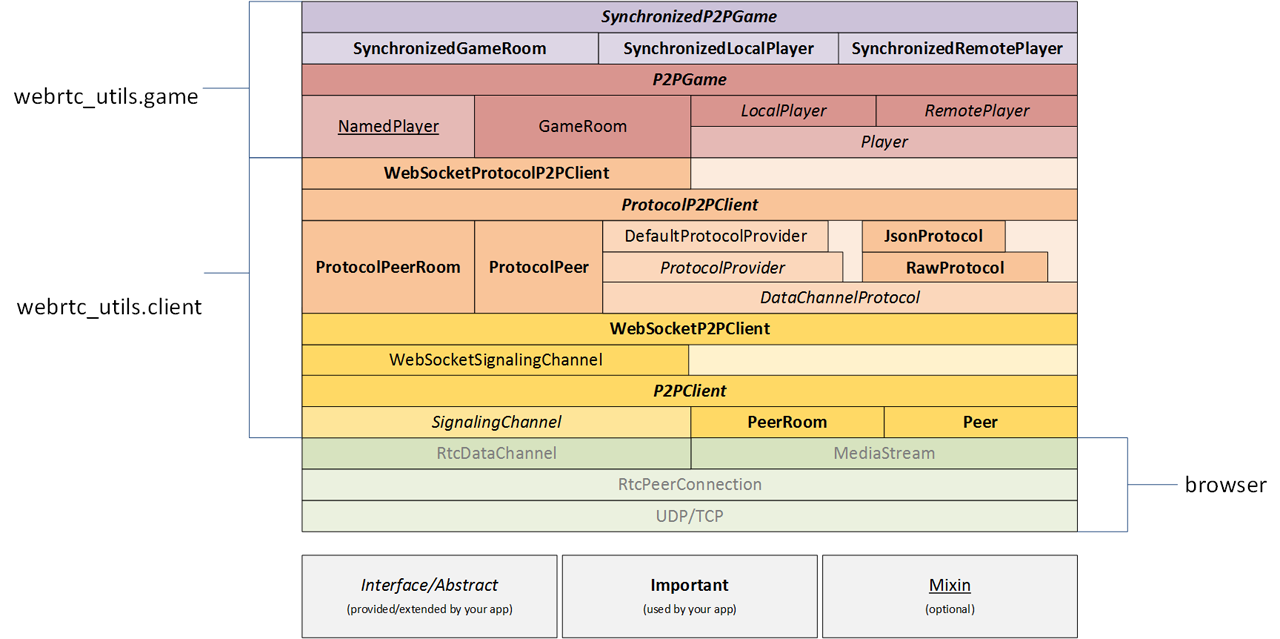 SynchronizedP2PGame
SynchronizedGameRoom SynchronizedLocalPlayer SynchronizedRemotePlayer
P2PGame
webrtc_utils.game
NamedPlayer GameRoom LocalPlayer RemotePlayer
Player
WebSocketProtocolP2PClient
ProtocolP2PClient
ProtocolPeerRoom ProtocolPeer DefaultProtocolProvider JsonProtocol
ProtocolProvider RawProtocol
DataChannelProtocol
webrtc_utils.client
WebSocketP2PClient
WebSocketSignalingChannel
P2PClient
SignalingChannel PeerRoom Peer
RtcDataChannel MediaStream
RtcPeerConnection
browser
UDP/TCP
Interface/Abstract
(provided/extended by your app)
Important
(used by your app)
Mixin
(optional)